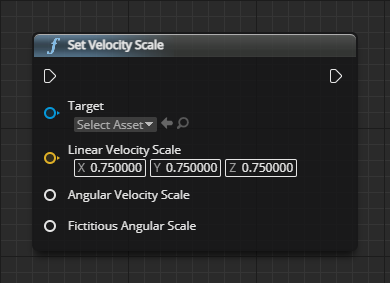 f Set Velocity Scale
Target
Select Asset
Linear Velocity Scale
X 0.750000 Y 0.750000 Z 0.750000
Angular Velocity Scale
Fictitious Angular Scale